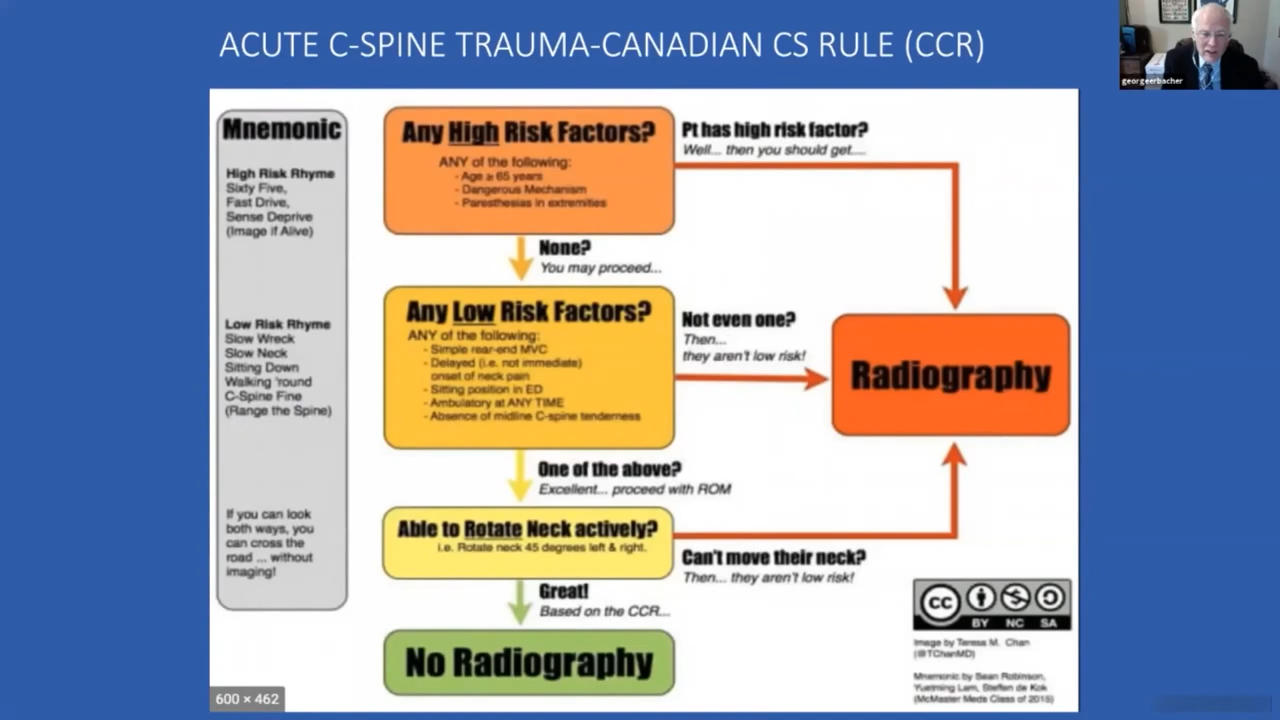 ACUTE C-SPINE TRAUMA-CANADIAN CS RULE (CCR)
georgeerbacher
Mnemonic
High Risk Rhyme
Sixty Five,
Fast Drive,
Sense Deprive
(Image if Alive)
Low Risk Rhyme
Slow Wreck
Slow Neck
Sitting Down
Walking 'round
C-Spine Fine
(Range the Spine)
If you can look
both ways, you
can cross the
road ... without
imaging!
Any High Risk Factors?
ANY of the following:
- Age ≥ 65 years
- Dangerous Mechanism
- Paresthesias in extremities
Pt has high risk factor?
Well... then you should get....
None?
You may proceed...
Any Low Risk Factors?
ANY of the following:
- Simple rear-end MVC
- Delayed (i.e. not immediate)
onset of neck pain
- Sitting position in ED
- Ambulatory at ANY TIME
- Absence of midline C-spine tenderness
Not even one?
Then...
they aren't low risk!
Radiography
One of the above?
Excellent... proceed with ROM
Able to Rotate Neck actively?
i.e. Rotate neck 45 degrees left & right.
Can't move their neck?
Then... they aren't low risk!
Great!
Based on the CCR...
No Radiography
CC
BY NC SA
Image by Teresa M. Chan
(@TChanMD)
Mnemonic by Sean Robinson,
Yuetming Lam, Steffen de Kok
(McMaster Meds Class of 2015)
600 × 462